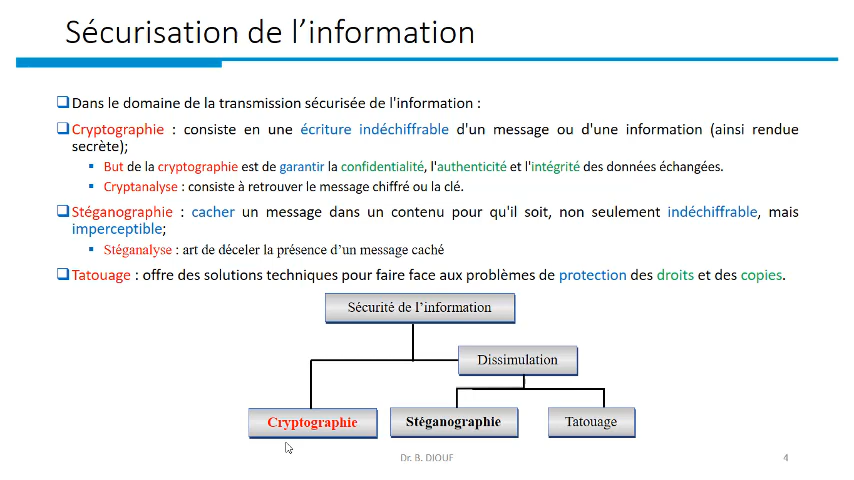 Sécurisation de l'information
Dans le domaine de la transmission sécurisée de l'information :
Cryptographie : consiste en une écriture indéchiffrable d'un message ou d'une information (ainsi rendue
secrète);
But de la cryptographie est de garantir la confidentialité, l'authenticité et l'intégrité des données échangées.
Cryptanalyse : consiste à retrouver le message chiffré ou la clé.
Stéganographie : cacher un message dans un contenu pour qu'il soit, non seulement indéchiffrable, mais
imperceptible;
Stéganalyse : art de déceler la présence d'un message caché
Tatouage : offre des solutions techniques pour faire face aux problèmes de protection des droits et des copies.
Sécurité de l'information
Dissimulation
Cryptographie
Stéganographie
Tatouage
Dr. B. DIOUF
4